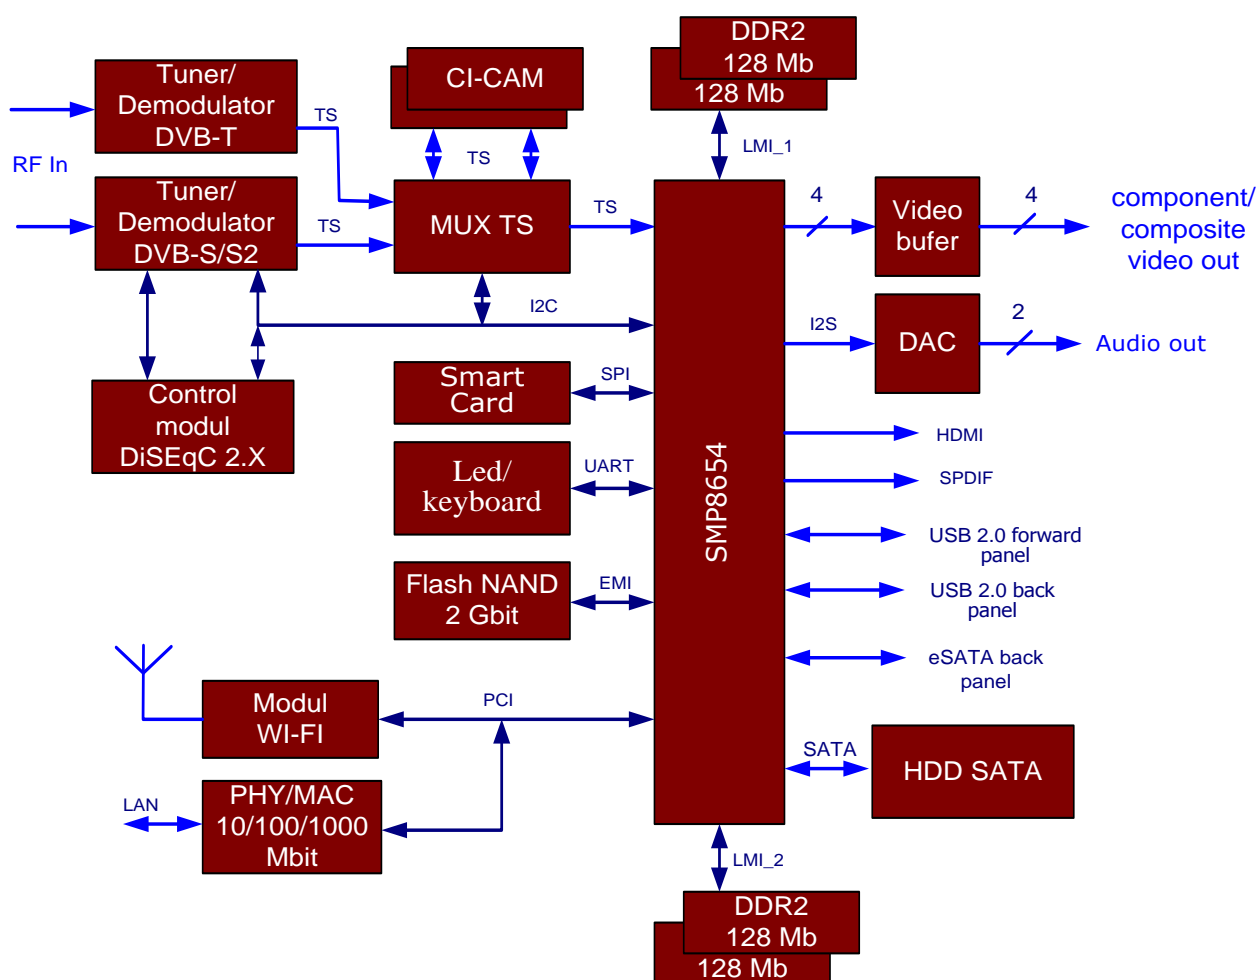 DDR2
128 Mb
128 Mb
LMI_1
Tuner/
Demodulator
DVB-T
TS
CI-CAM
TS
RF In
Tuner/
Demodulator
DVB-S/S2
TS
MUX TS
TS
4
Video
bufer
4
component/
composite
video out
I2C
I2S
DAC
2
Audio out
Control
modul
DiSEqC 2.X
Smart
Card
SPI
Led/
keyboard
UART
Flash NAND
2 Gbit
EMI
SMP8654
HDMI
SPDIF
USB 2.0 forward
panel
USB 2.0 back
panel
eSATA back
panel
Modul
WI-FI
PCI
SATA
HDD SATA
LAN
PHY/MAC
10/100/1000
Mbit
LMI_2
DDR2
128 Mb
128 Mb